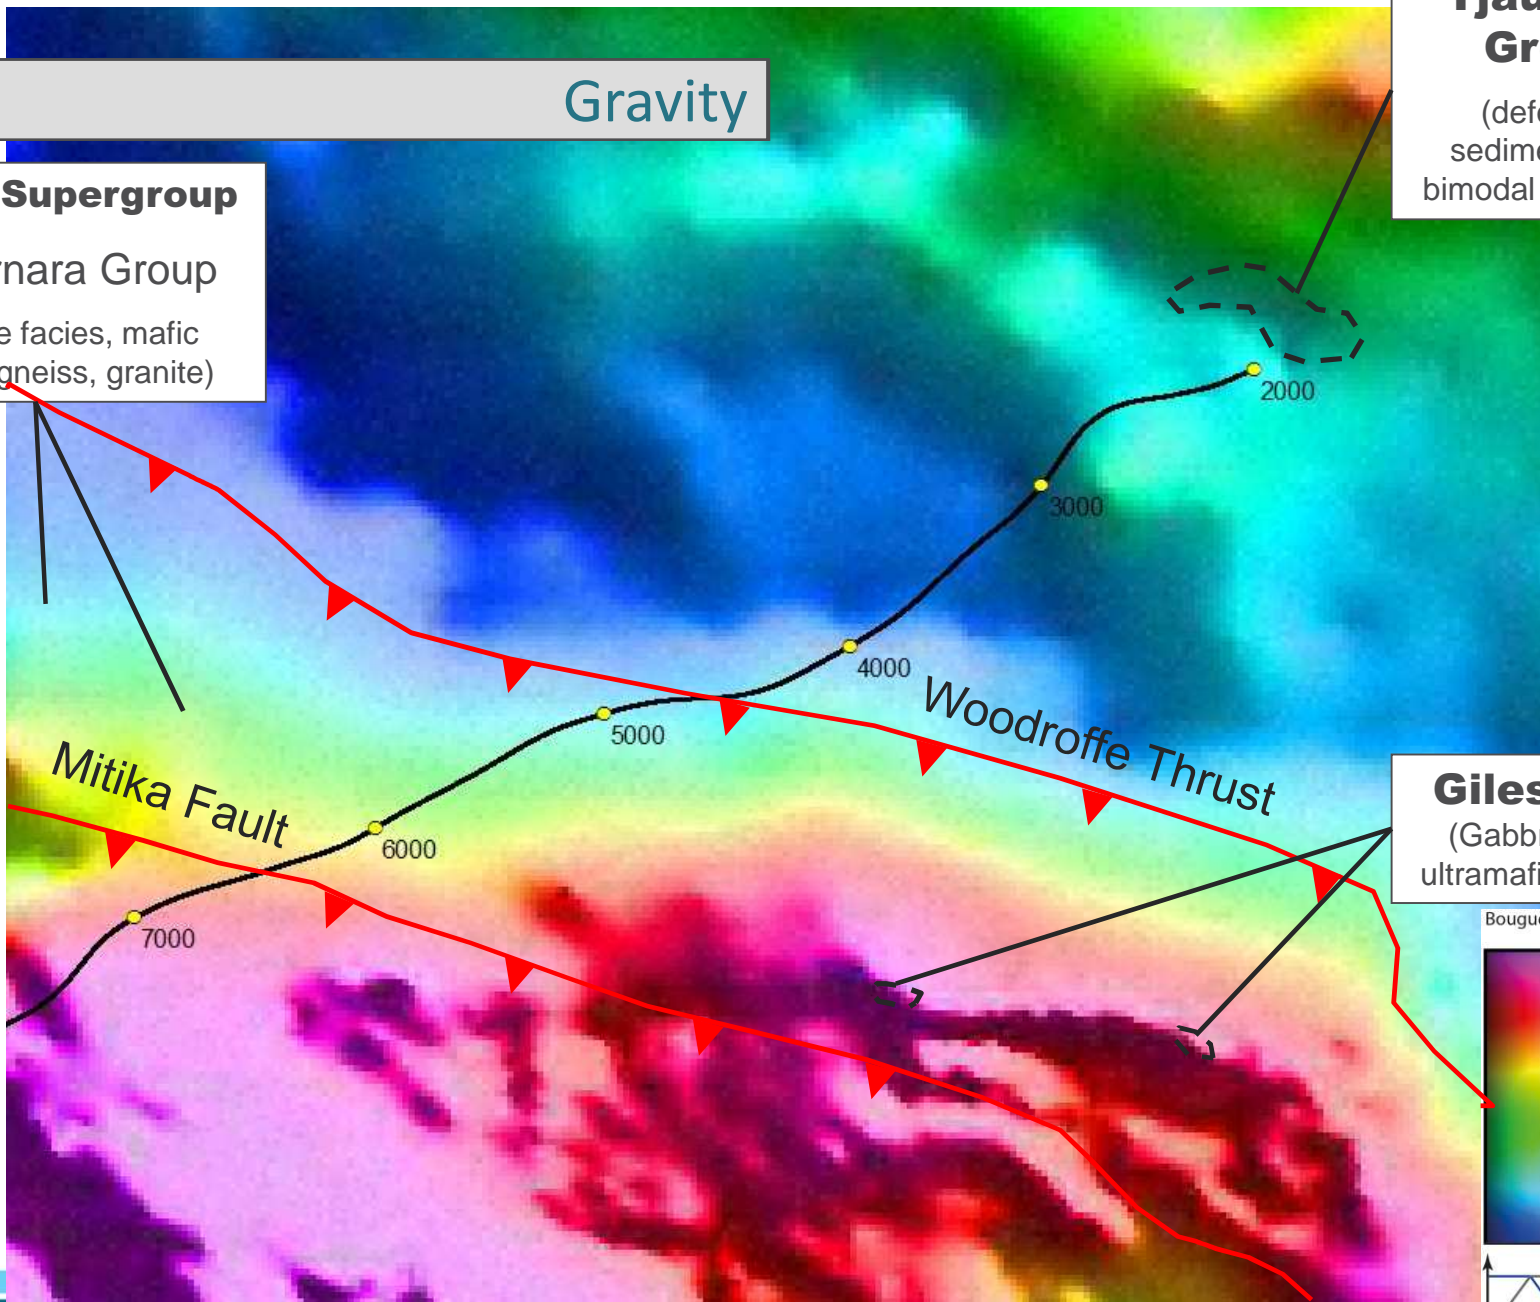 Gravity
Supergroup
nara Group
e facies, mafic
gneiss, granite)
Gr
(def
sedim
bimodal
2000
3000
4000
5000
6000
7000
Woodroffe Thrust
Mitika Fault
Giles
(Gabb
ultramafi
Bougu